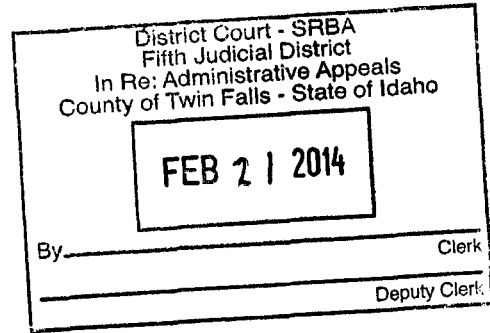 District Court - SRBA
Fifth Judicial District
In Re: Administrative Appeals
County of Twin Falls - State of Idaho
FEB 21 2014
By
Clerk
Deputy Clerk